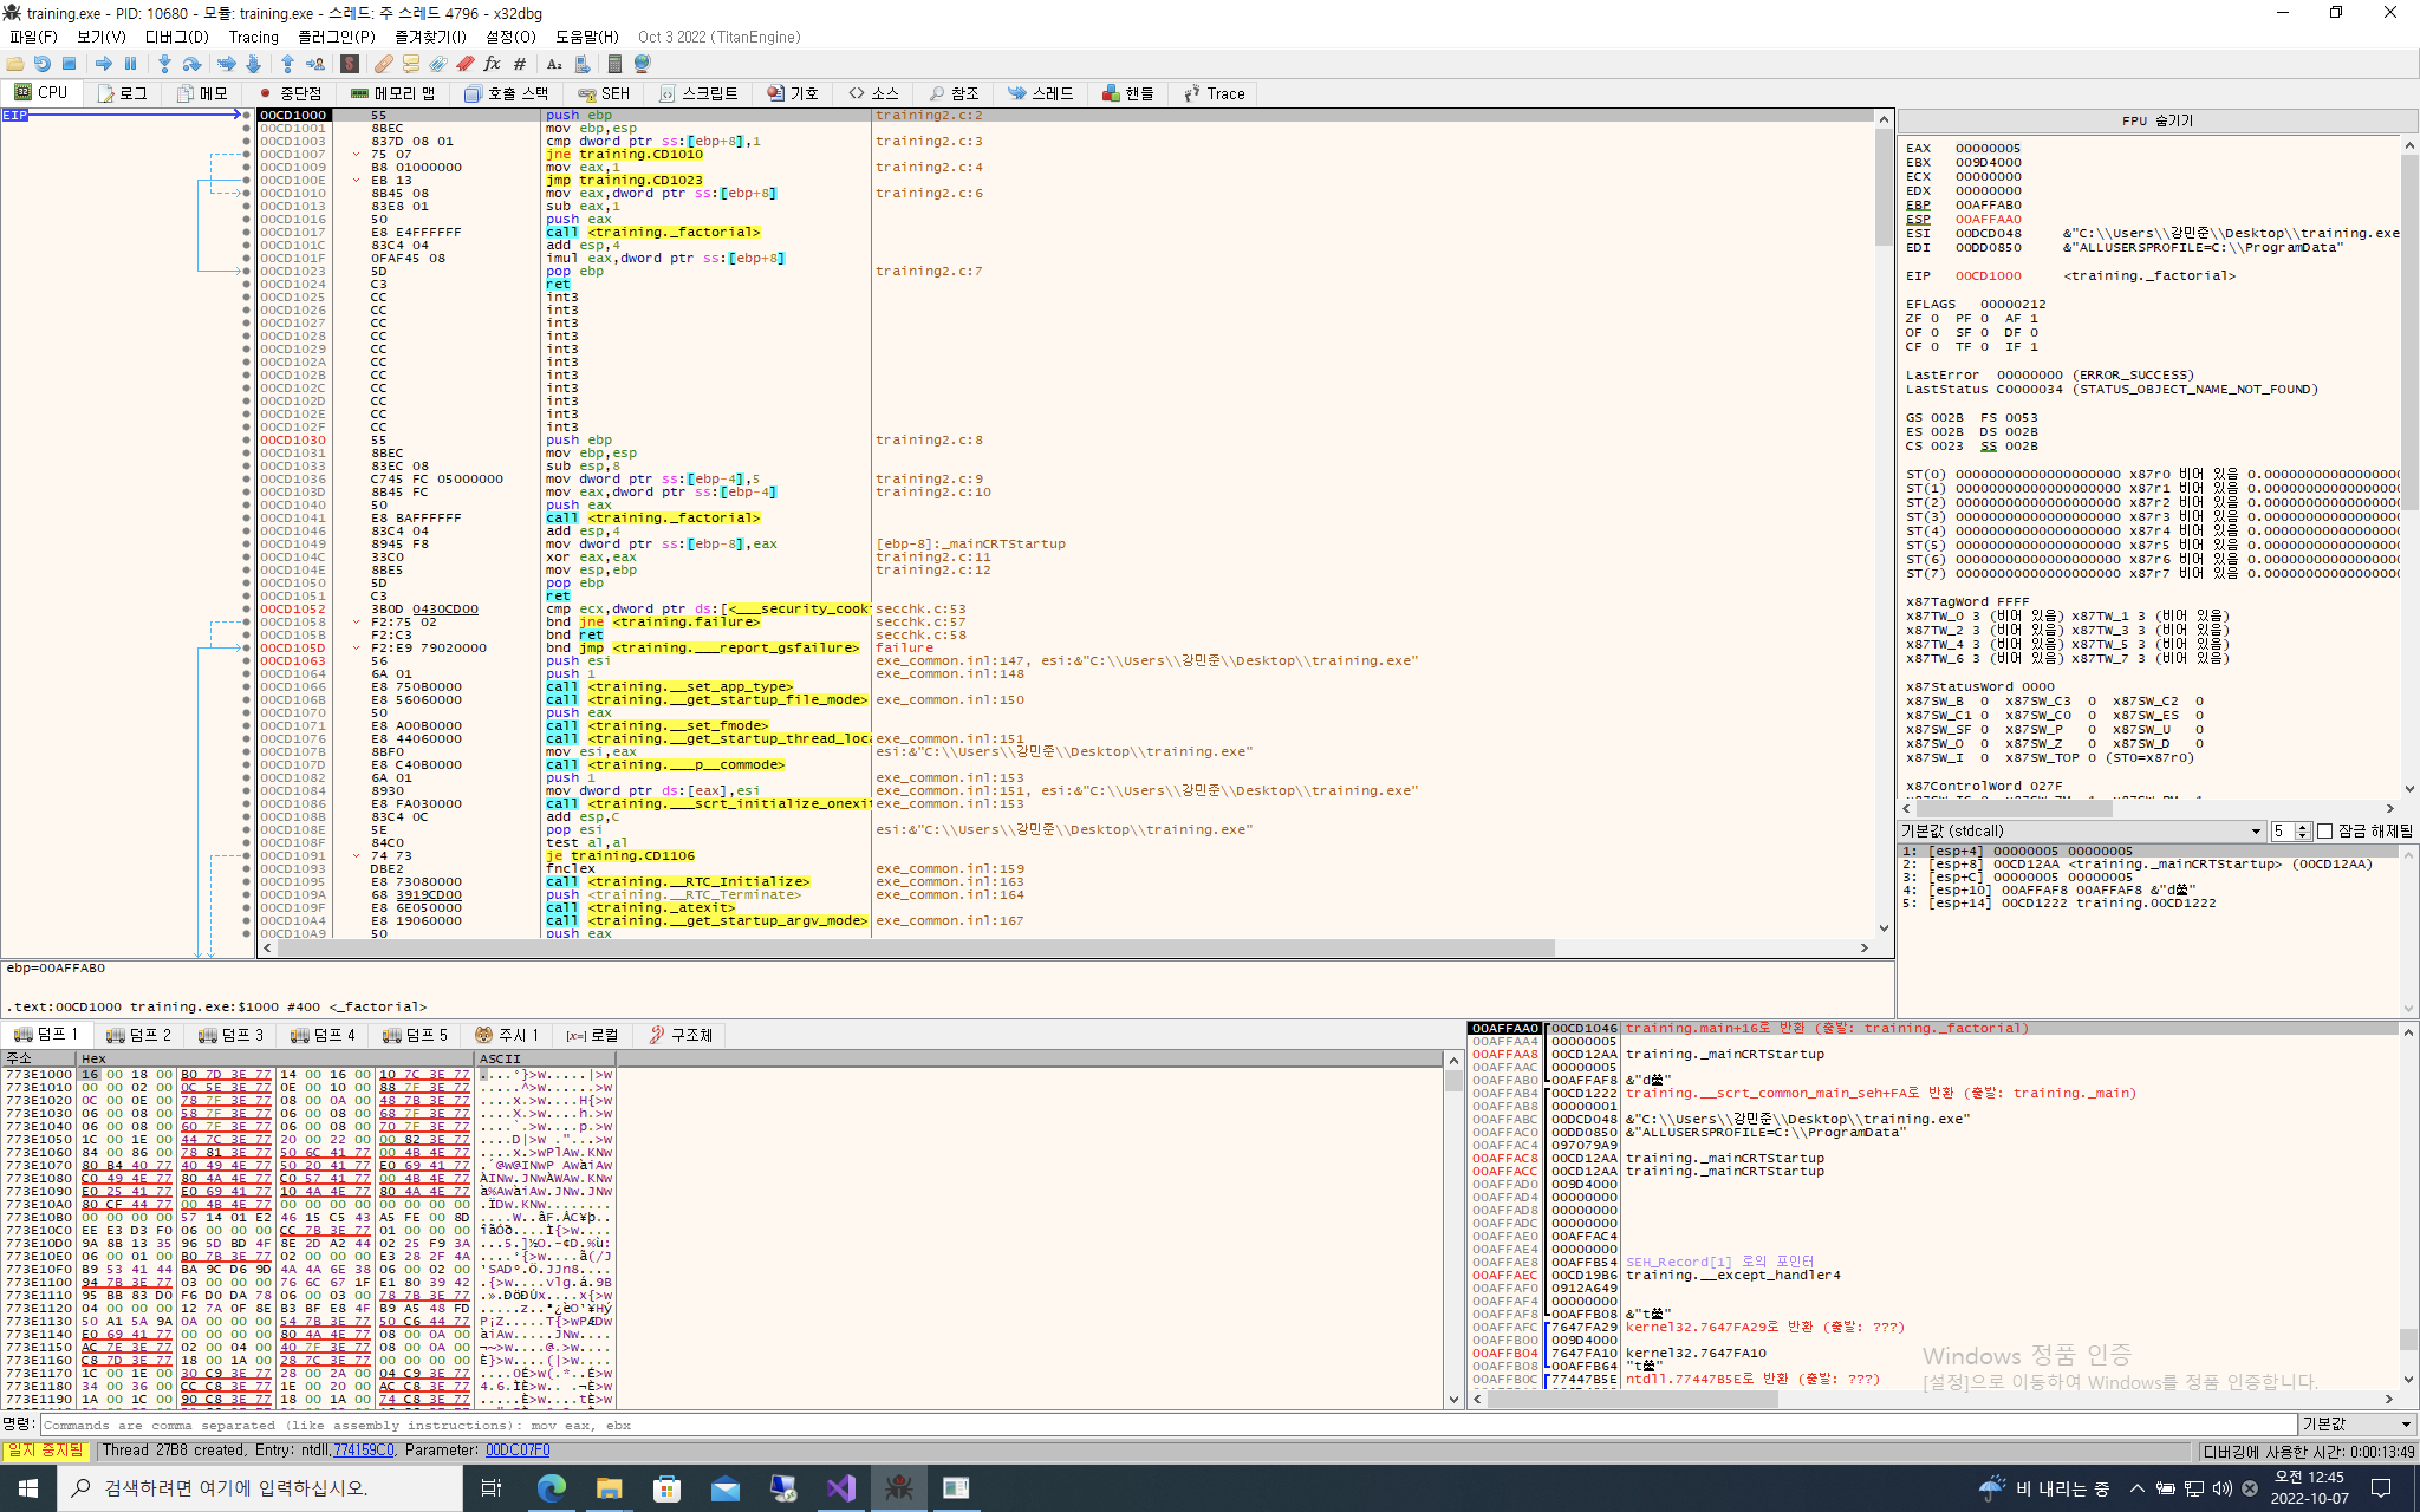 training.exe - PID: 10680 - 모듈: training.exe - 스레드: 주 스레드 4796 - x32dbg
파일(F) 보기(V) 디버그(D) Tracing 플러그인(P) 즐겨찾기(I) 설정(O) 도움말(H) Oct 3 2022 (TitanEngine)
CPU 로그 메모 중단점 메모리 맵 호출 스택 SEH 스크립트 기호 소스 참조 스레드 핸들 Trace
EIP
00CD1000 55 push ebp training2.c:2
00CD1001 8BEC mov ebp,esp
00CD1003 837D 08 01 cmp dword ptr ss:[ebp+8],1 training2.c:3
00CD1007 75 07 jne training.CD1010
00CD1009 B8 01000000 mov eax,1 training2.c:4
00CD100E EB 13 jmp training.CD1023
00CD1010 8B45 08 mov eax,dword ptr ss:[ebp+8] training2.c:6
00CD1013 83E8 01 sub eax,1
00CD1016 50 push eax
00CD1017 E8 E4FFFFFF call <training._factorial>
00CD101C 83C4 04 add esp,4
00CD101F 0FAF45 08 imul eax,dword ptr ss:[ebp+8]
00CD1023 5D pop ebp training2.c:7
00CD1024 C3 ret
00CD1025 CC int3
00CD1026 CC int3
00CD1027 CC int3
00CD1028 CC int3
00CD1029 CC int3
00CD102A CC int3
00CD102B CC int3
00CD102C CC int3
00CD102D CC int3
00CD102E CC int3
00CD102F CC int3
00CD1030 55 push ebp training2.c:8
00CD1031 8BEC mov ebp,esp
00CD1033 83EC 08 sub esp,8
00CD1036 C745 FC 05000000 mov dword ptr ss:[ebp-4],5 training2.c:9
00CD103D 8B45 FC mov eax,dword ptr ss:[ebp-4] training2.c:10
00CD1040 50 push eax
00CD1041 E8 BAFFFFFF call <training._factorial>
00CD1046 83C4 04 add esp,4
00CD1049 8945 F8 mov dword ptr ss:[ebp-8],eax [ebp-8]:_mainCRTStartup
00CD104C 33C0 xor eax,eax training2.c:11
00CD104E 8BE5 mov esp,ebp training2.c:12
00CD1050 5D pop ebp
00CD1051 C3 ret
00CD1052 3B0D 0430CD00 cmp ecx,dword ptr ds:[<___security_cook secchk.c:53
00CD1058 F2:75 02 bnd jne <training.failure> secchk.c:57
00CD105B F2:C3 bnd ret secchk.c:58
00CD105D F2:E9 79020000 bnd jmp <training.___report_gsfailure> failure
00CD1063 56 push esi exe_common.inl:147, esi:&"C:\\Users\\강민준\\Desktop\\training.exe"
00CD1064 6A 01 push 1 exe_common.inl:148
00CD1066 E8 750B0000 call <training.__set_app_type>
00CD106B E8 56060000 call <training.__get_startup_file_mode> exe_common.inl:150
00CD1070 50 push eax
00CD1071 E8 A00B0000 call <training.__set_fmode>
00CD1076 E8 44060000 call <training.__get_startup_thread_loca exe_common.inl:151
00CD107B 8BF0 mov esi,eax esi:&"C:\\Users\\강민준\\Desktop\\training.exe"
00CD107D E8 C40B0000 call <training.___p__commode>
00CD1082 6A 01 push 1 exe_common.inl:153
00CD1084 8930 mov dword ptr ds:[eax],esi exe_common.inl:151, esi:&"C:\\Users\\강민준\\Desktop\\training.exe"
00CD1086 E8 FA030000 call <training.___scrt_initialize_onexit exe_common.inl:153
00CD108B 83C4 0C add esp,C
00CD108E 5E pop esi esi:&"C:\\Users\\강민준\\Desktop\\training.exe"
00CD108F 84C0 test al,al
00CD1091 74 73 je training.CD1106
00CD1093 DBE2 fnclex exe_common.inl:159
00CD1095 E8 73080000 call <training.__RTC_Initialize> exe_common.inl:163
00CD109A 68 3919CD00 push <training.__RTC_Terminate> exe_common.inl:164
00CD109F E8 6E050000 call <training._atexit>
00CD10A4 E8 19060000 call <training.__get_startup_argv_mode> exe_common.inl:167
00CD10A9 50 push eax
FPU 숨기기
EAX 00000005
EBX 009D4000
ECX 00000000
EDX 00000000
EBP 00AFFAB0
ESP 00AFFAA0
ESI 00DCD048 &"C:\\Users\\강민준\\Desktop\\training.exe
EDI 00DD0850 &"ALLUSERSPROFILE=C:\\ProgramData"
EIP 00CD1000 <training._factorial>
EFLAGS 00000212
ZF 0 PF 0 AF 1
OF 0 SF 0 DF 0
CF 0 TF 0 IF 1
LastError 00000000 (ERROR_SUCCESS)
LastStatus C0000034 (STATUS_OBJECT_NAME_NOT_FOUND)
GS 002B FS 0053
ES 002B DS 002B
CS 0023 SS 002B
ST(0) 00000000000000000000 x87r0 비어 있음 0.0000000000000000
ST(1) 00000000000000000000 x87r1 비어 있음 0.0000000000000000
ST(2) 00000000000000000000 x87r2 비어 있음 0.0000000000000000
ST(3) 00000000000000000000 x87r3 비어 있음 0.0000000000000000
ST(4) 00000000000000000000 x87r4 비어 있음 0.0000000000000000
ST(5) 00000000000000000000 x87r5 비어 있음 0.0000000000000000
ST(6) 00000000000000000000 x87r6 비어 있음 0.0000000000000000
ST(7) 00000000000000000000 x87r7 비어 있음 0.0000000000000000
x87TagWord FFFF
x87TW_0 3 (비어 있음) x87TW_1 3 (비어 있음)
x87TW_2 3 (비어 있음) x87TW_3 3 (비어 있음)
x87TW_4 3 (비어 있음) x87TW_5 3 (비어 있음)
x87TW_6 3 (비어 있음) x87TW_7 3 (비어 있음)
x87StatusWord 0000
x87SW_B 0 x87SW_C3 0 x87SW_C2 0
x87SW_C1 0 x87SW_C0 0 x87SW_ES 0
x87SW_SF 0 x87SW_P 0 x87SW_U 0
x87SW_O 0 x87SW_Z 0 x87SW_D 0
x87SW_I 0 x87SW_TOP 0 (ST0=x87r0)
x87ControlWord 027F
기본값 (stdcall) 5 잠금 해제됨
1: [esp+4] 00000005 00000005
2: [esp+8] 00CD12AA <training._mainCRTStartup> (00CD12AA)
3: [esp+C] 00000005 00000005
4: [esp+10] 00AFFAF8 00AFFAF8
5: [esp+14] 00CD1222 training.00CD1222
ebp=00AFFAB0
.text:00CD1000 training.exe:$1000 #400 <_factorial>
덤프 1 덤프 2 덤프 3 덤프 4 덤프 5 주시 1 [x=] 로컬 구조체
주소 Hex ASCII
773E1000 16 00 18 00 B0 7D 3E 77 14 00 16 00 10 7C 3E 77
773E1010 00 00 02 00 0C 5E 3E 77 0E 00 10 00 88 7F 3E 77
773E1020 0C 00 0E 00 78 7F 3E 77 08 00 0A 00 48 7B 3E 77
773E1030 06 00 08 00 58 7F 3E 77 06 00 08 00 68 7F 3E 77
773E1040 06 00 08 00 60 7F 3E 77 06 00 08 00 70 7F 3E 77
773E1050 1C 00 1E 00 44 7C 3E 77 20 00 22 00 00 82 3E 77
773E1060 84 00 86 00 78 81 3E 77 50 6C 41 77 00 4B 4E 77
773E1070 80 B4 40 77 40 49 4E 77 50 20 41 77 E0 69 41 77
773E1080 C0 49 4E 77 80 4A 4E 77 C0 57 41 77 00 4B 4E 77
773E1090 E0 25 41 77 E0 69 41 77 10 4A 4E 77 80 4A 4E 77
773E10A0 80 CF 44 77 00 4B 4E 77 00 00 00 00 00 00 00 00
773E10B0 00 00 00 00 57 14 01 E2 46 15 C5 43 A5 FE 00 8D
773E10C0 EE E3 D3 F0 06 00 00 00 CC 7B 3E 77 01 00 00 00
773E10D0 9A 8B 13 35 96 5D BD 4F 8E 2D A2 44 02 25 F9 3A
773E10E0 06 00 01 00 B0 7B 3E 77 02 00 00 00 E3 28 2F 4A
773E10F0 B9 53 41 44 BA 9C D6 9D 4A 4A 6E 38 06 00 02 00
773E1100 94 7B 3E 77 03 00 00 00 76 6C 67 1F E1 80 39 42
773E1110 95 BB 83 D0 F6 D0 DA 78 06 00 03 00 78 7B 3E 77
773E1120 04 00 00 00 12 7A 0F 8E B3 BF E8 4F B9 A5 48 FD
773E1130 50 A1 5A 9A 0A 00 00 00 54 7B 3E 77 50 C6 44 77
773E1140 E0 69 41 77 00 00 00 00 80 4A 4E 77 08 00 0A 00
773E1150 AC 7E 3E 77 02 00 04 00 40 7F 3E 77 08 00 0A 00
773E1160 C8 7D 3E 77 18 00 1A 00 28 7C 3E 77 00 00 00 00
773E1170 1C 00 1E 00 30 C9 3E 77 28 00 2A 00 04 C9 3E 77
773E1180 34 00 36 00 CC C8 3E 77 1E 00 20 00 AC C8 3E 77
773E1190 1A 00 1C 00 90 C8 3E 77 18 00 1A 00 74 C8 3E 77
00AFFAA0 00CD1046 training.main+16로 반환 (출발: training._factorial)
00AFFAA4 00000005
00AFFAA8 00CD12AA training._mainCRTStartup
00AFFAAC 00000005
00AFFAB0 00AFFAF8
00AFFAB4 00CD1222 training.__scrt_common_main_seh+FA로 반환 (출발: training._main)
00AFFAB8 00000001
00AFFABC 00DCD048 &"C:\\Users\\강민준\\Desktop\\training.exe"
00AFFAC0 00DD0850 &"ALLUSERSPROFILE=C:\\ProgramData"
00AFFAC4 097079A9
00AFFAC8 00CD12AA training._mainCRTStartup
00AFFACC 00CD12AA training._mainCRTStartup
00AFFAD0 009D4000
00AFFAD4 00000000
00AFFAD8 00000000
00AFFADC 00000000
00AFFAE0 00AFFAC4
00AFFAE4 00000000
00AFFAE8 00AFFB54 SEH_Record[1] 로의 포인터
00AFFAEC 00CD19B6 training.__except_handler4
00AFFAF0 0912A649
00AFFAF4 00000000
00AFFAF8 00AFFB08
00AFFAFC 7647FA29 kernel32.7647FA29로 반환 (출발: ???)
00AFFB00 009D4000
00AFFB04 7647FA10 kernel32.7647FA10
00AFFB08 00AFFB64
00AFFB0C 77447B5E ntdll.77447B5E로 반환 (출발: ???)
Windows 정품 인증
[설정]으로 이동하여 Windows를 정품 인증합니다.
명령: Commands are comma separated (like assembly instructions): mov eax, ebx 기본값
일지 중지됨 Thread 27B8 created, Entry: ntdll.774159C0, Parameter: 00DC07F0 디버깅에 사용한 시간: 0:00:13:49
검색하려면 여기에 입력하십시오. 비 내리는 중 오전 12:45
2022-10-07